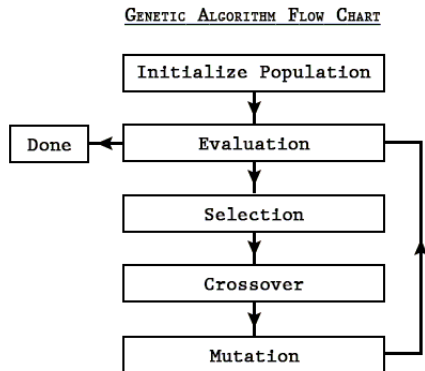 GENETIC ALGORITHM FLOW CHART
Initialize Population
Done
Evaluation
Selection
Crossover
Mutation